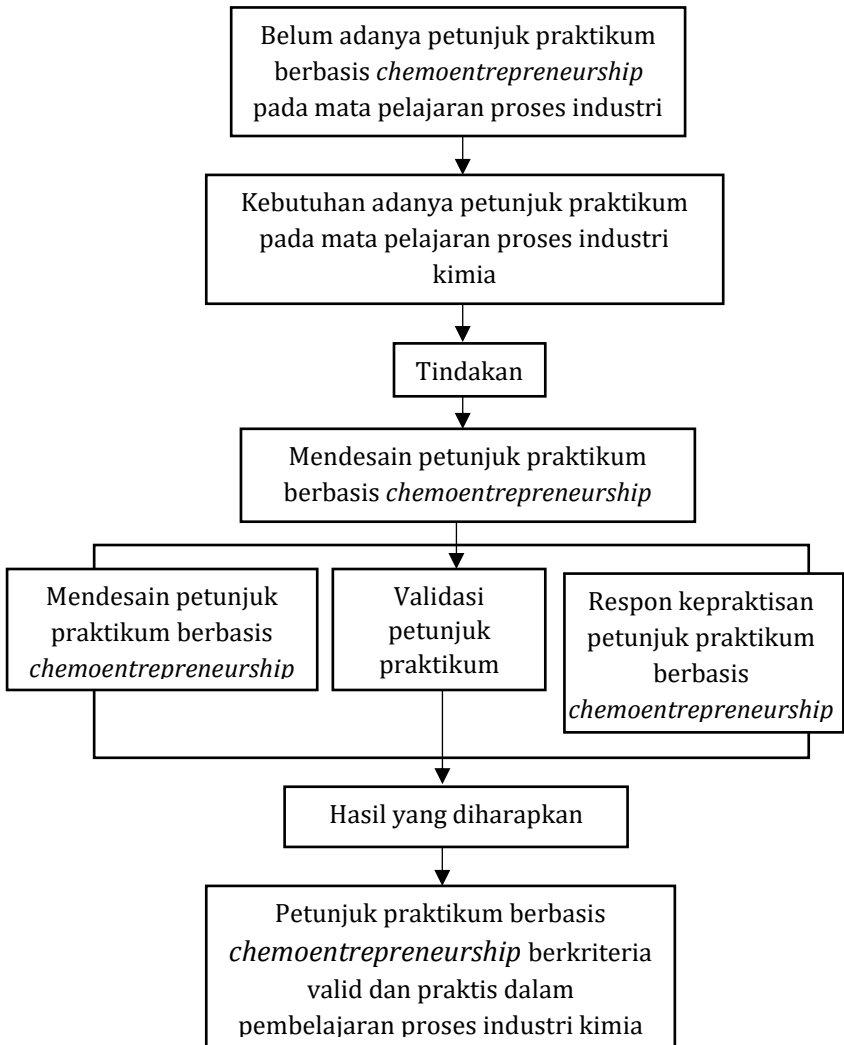 Belum adanya petunjuk praktikum
berbasis chemoentrepreneurship
pada mata pelajaran proses industri
Kebutuhan adanya petunjuk praktikum
pada mata pelajaran proses industri
kimia
Tindakan
Mendesain petunjuk praktikum
berbasis chemoentrepreneurship
Mendesain petunjuk
praktikum berbasis
chemoentrepreneurship
Validasi
petunjuk
praktikum
Respon kepraktisan
petunjuk praktikum
berbasis
chemoentrepreneurship
Hasil yang diharapkan
Petunjuk praktikum berbasis
chemoentrepreneurship berkriteria
valid dan praktis dalam
pembelajaran proses industri kimia